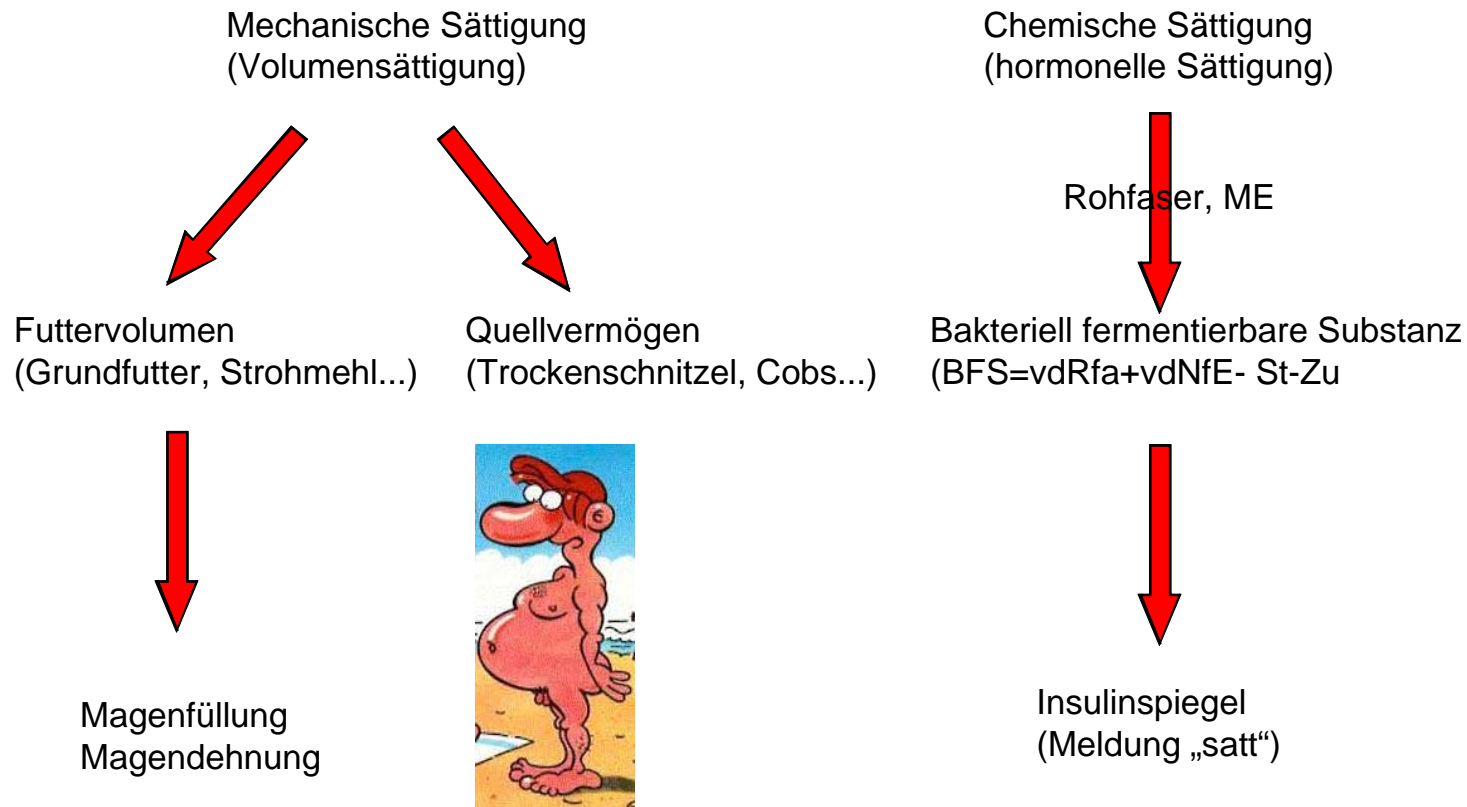 Mechanische Sättigung
(Volumensättigung)
Chemische Sättigung
(hormonelle Sättigung)
Rohfaser, ME
Futtervolumen
(Grundfutter, Strohmehl...)
Quellvermögen
(Trockenschnitzel, Cobs...)
Bakteriell fermentierbare Substanz
(BFS=vdRfa+vdNfE- St-Zu
Magenfüllung
Magendehnung
Insulinspiegel
(Meldung „satt“)